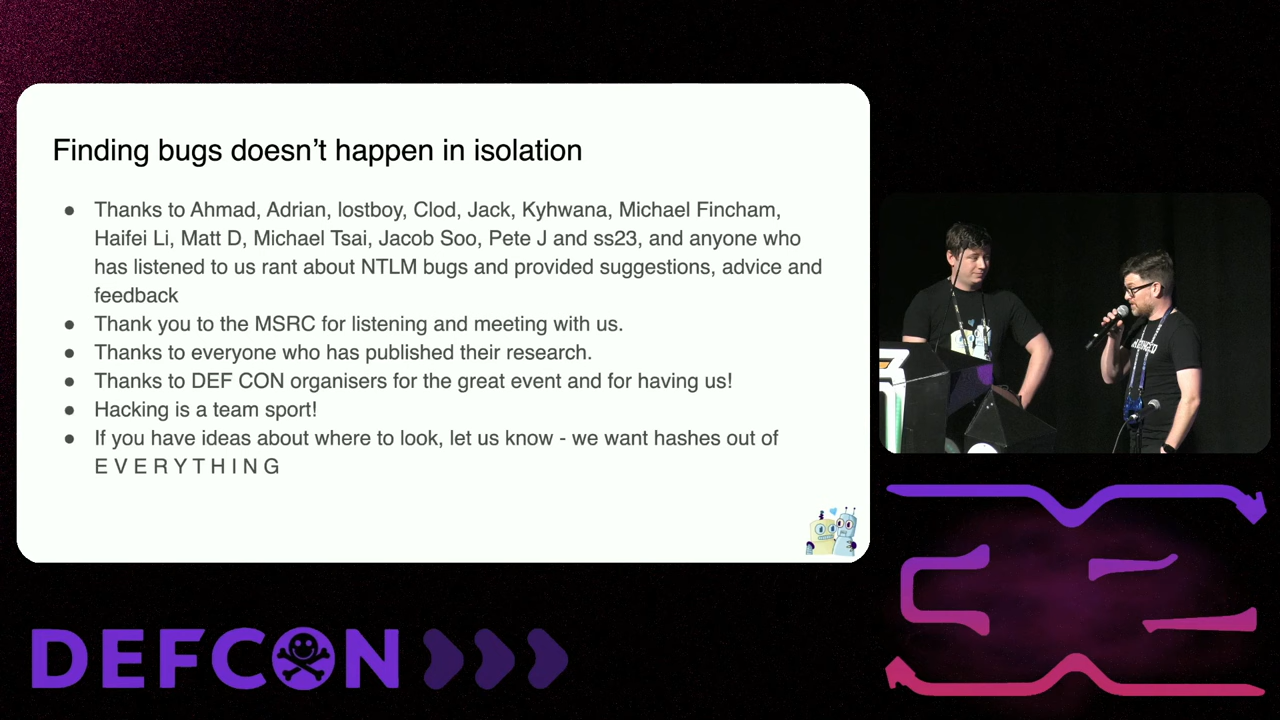 Finding bugs doesn’t happen in isolation
● Thanks to Ahmad, Adrian, lostboy, Clod, Jack, Kyhwana, Michael Fincham,
Haifei Li, Matt D, Michael Tsai, Jacob Soo, Pete J and ss23, and anyone who
has listened to us rant about NTLM bugs and provided suggestions, advice and
feedback
● Thank you to the MSRC for listening and meeting with us.
● Thanks to everyone who has published their research.
● Thanks to DEF CON organisers for the great event and for having us!
● Hacking is a team sport!
● If you have ideas about where to look, let us know - we want hashes out of
E V E R Y T H I N G
DEFCON